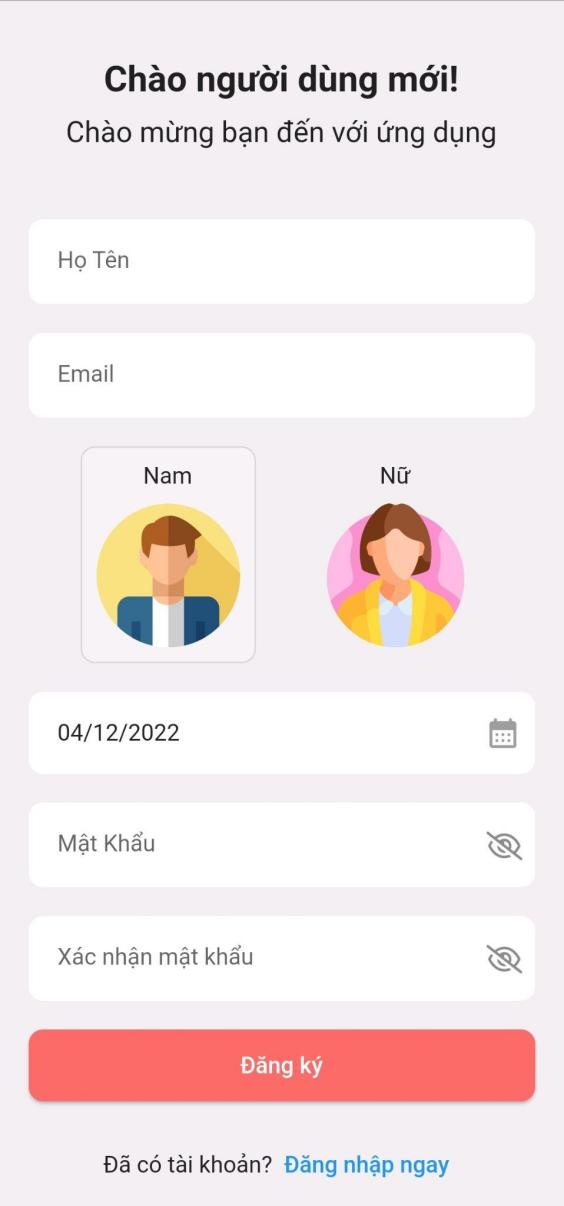 Chào người dùng mới!
Chào mừng bạn đến với ứng dụng
Họ Tên
Email
Nam
Nữ
04/12/2022
Mật Khẩu
Xác nhận mật khẩu
Đăng ký
Đã có tài khoản? Đăng nhập ngay